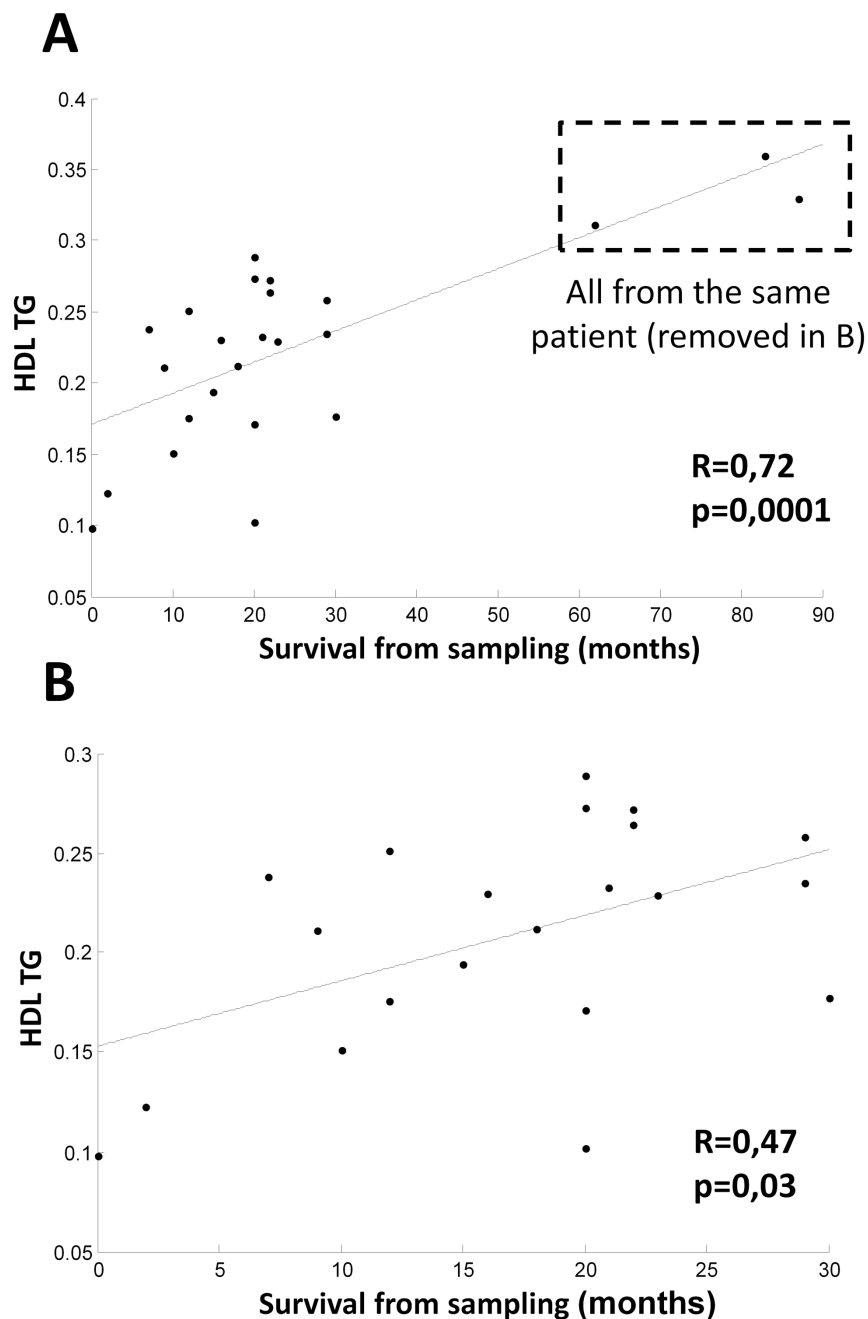 A
0.4
0.35
0.3
0.25
0.2
0.15
0.1
0.05
HDL TG
All from the same
patient (removed in B)
R=0,72
p=0,0001
0 10 20 30 40 50 60 70 80 90
Survival from sampling (months)
B
0.3
0.25
0.2
0.15
0.1
0.05
HDL TG
R=0,47
p=0,03
0 5 10 15 20 25 30
Survival from sampling (months)